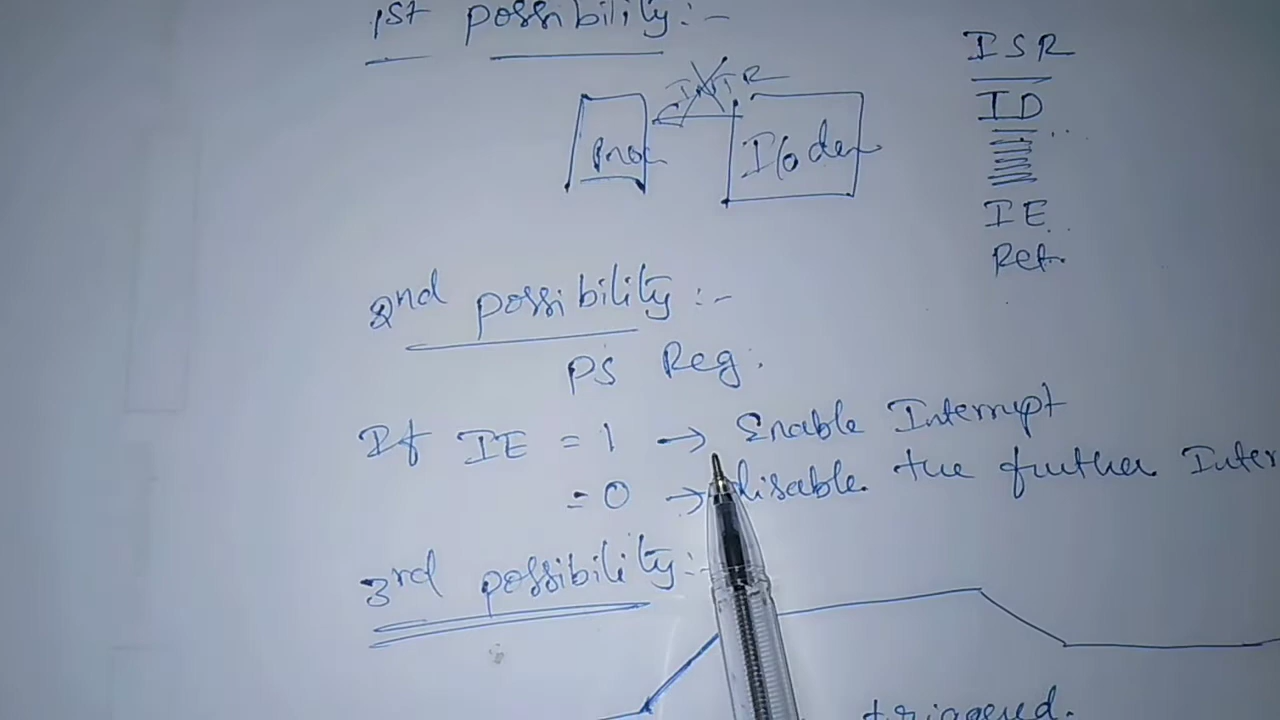 1st possibility:-
INTR
Proc
I/o dev
ISR
ID
IE
Ret.
2nd possibility:-
PS Reg.
If IE = 1 → Enable Interrupt
= 0 → disable the further Inter
3rd possibility:-
triggered.